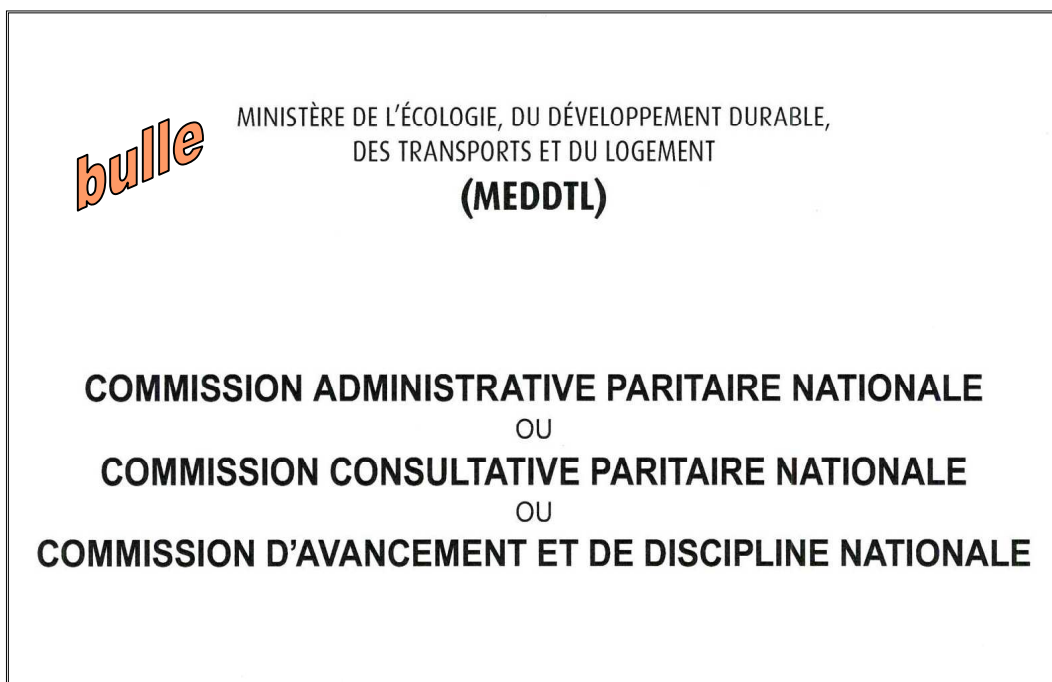 bulle
MINISTÈRE DE L'ÉCOLOGIE, DU DÉVELOPPEMENT DURABLE,
DES TRANSPORTS ET DU LOGEMENT
(MEDDTL)
COMMISSION ADMINISTRATIVE PARITAIRE NATIONALE
OU
COMMISSION CONSULTATIVE PARITAIRE NATIONALE
OU
COMMISSION D'AVANCEMENT ET DE DISCIPLINE NATIONALE